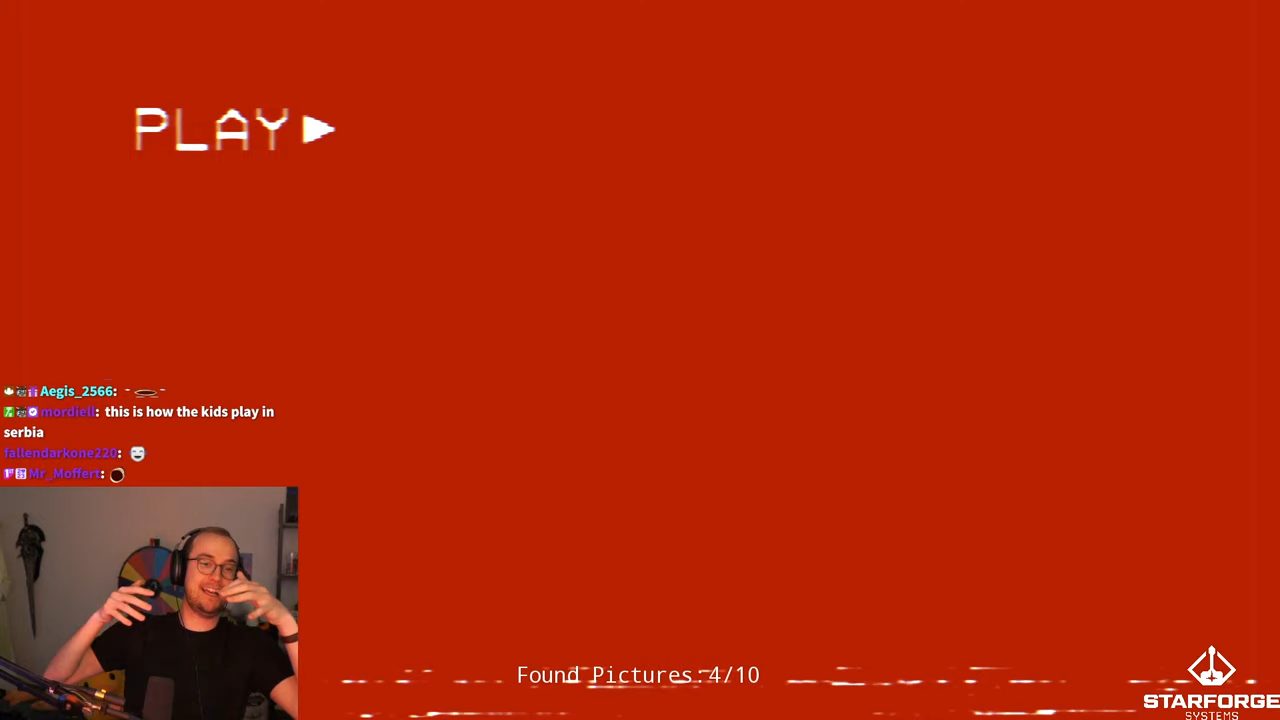 PLAY
Aegis_2566:
mordiell: this is how the kids play in
serbia
fallendarkone220:
Mr_Moffert:
Found Pictures:4/10
STARFORGE
SYSTEMS